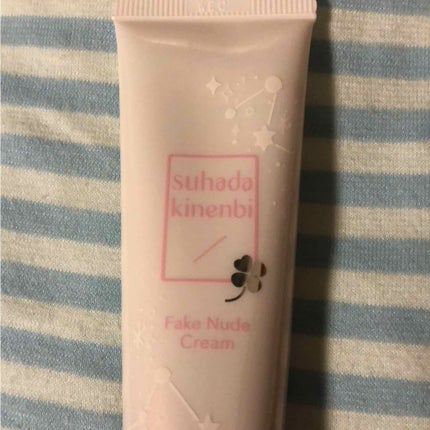 suhada
kinenbi
Fake Nude
Cream